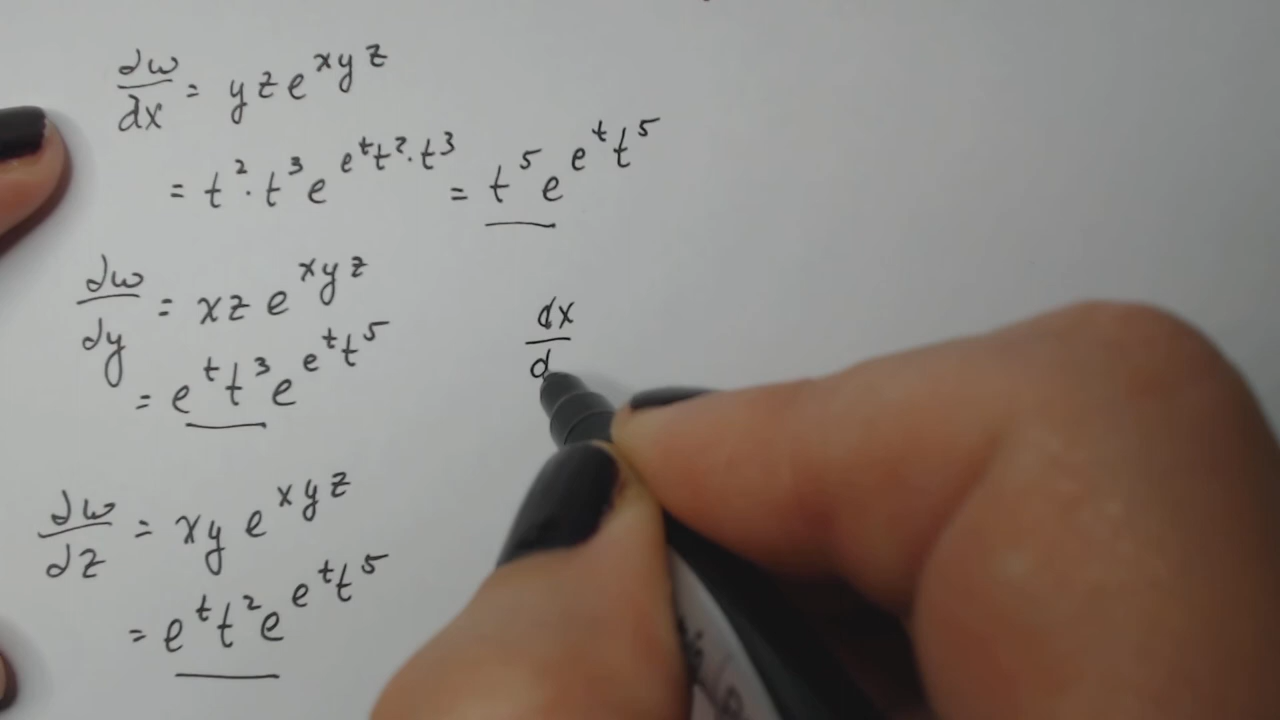 ∂w/∂x = yze^{xyz}
= t²·t³e^{e^t t²·t³} = t⁵e^{e^t t⁵}
∂w/∂y = xze^{xyz}
= e^t t³e^{e^t t⁵}
∂w/∂z = xye^{xyz}
= e^t t²e^{e^t t⁵}
dx/d